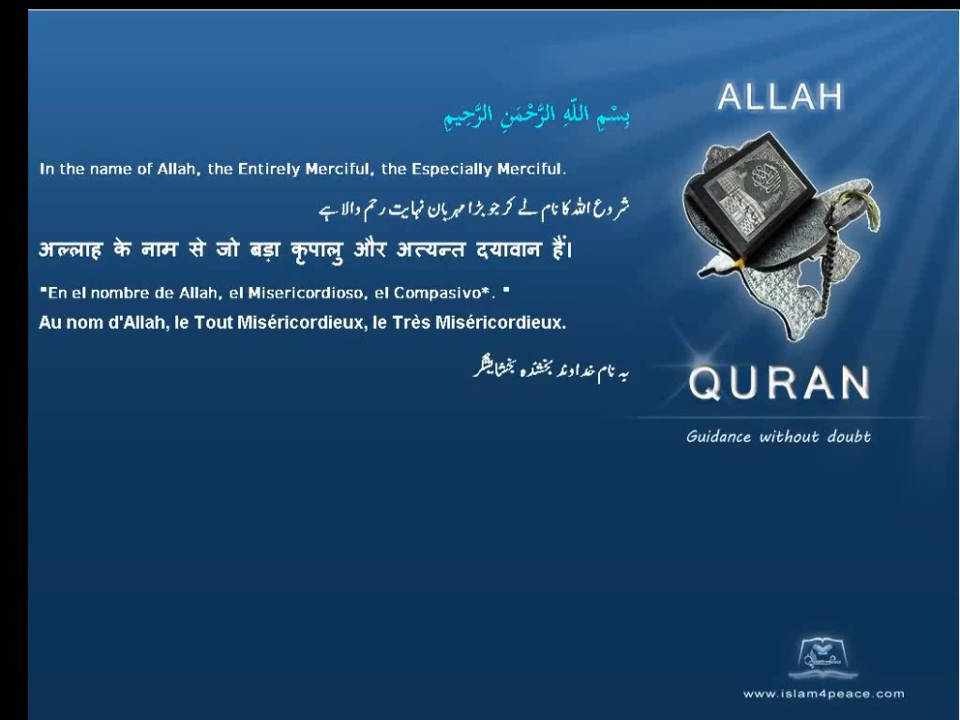 بِسْمِ اللَّهِ الرَّحْمَنِ الرَّحِيمِ
In the name of Allah, the Entirely Merciful, the Especially Merciful.
شروع الله کا نام لے کر جو بڑا مہربان نہایت رحم والا ہے
अल्लाह के नाम से जो बड़ा कृपालु और अत्यन्त दयावान हैं।
"En el nombre de Allah, el Misericordioso, el Compasivo*. "
Au nom d'Allah, le Tout Miséricordieux, le Très Miséricordieux.
به نام خداوند بخشنده بخشایشگر
ALLAH
QURAN
Guidance without doubt
www.islam4peace.com